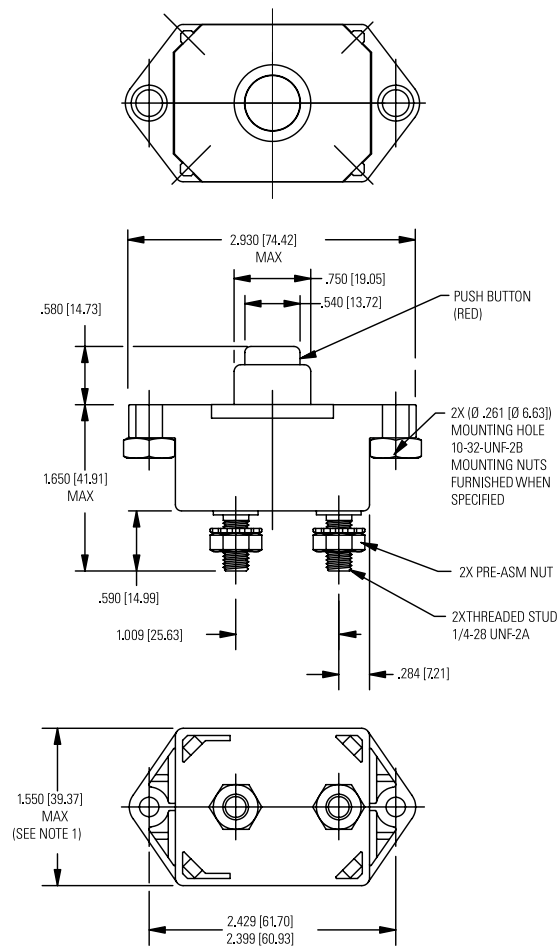 2.930 [74.42]
MAX
.750 [19.05]
.540 [13.72]
.580 [14.73]
PUSH BUTTON
(RED)
2X (Ø .261 [Ø 6.63])
MOUNTING HOLE
10-32-UNF-2B
MOUNTING NUTS
FURNISHED WHEN
SPECIFIED
1.650 [41.91]
MAX
2X PRE-ASM NUT
.590 [14.99]
2X THREADED STUD
1/4-28 UNF-2A
1.009 [25.63]
.284 [7.21]
1.550 [39.37]
MAX
(SEE NOTE 1)
2.429 [61.70]
2.399 [60.93]